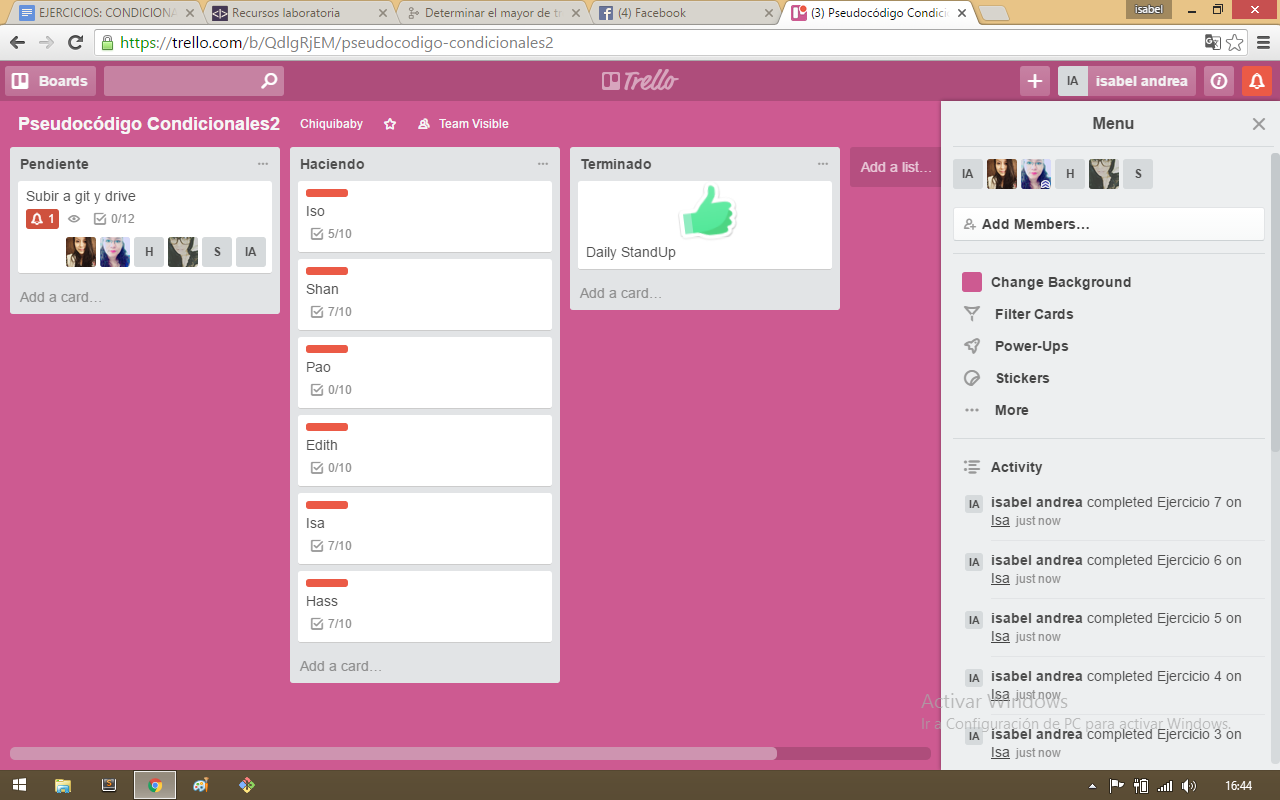 EJERCICIOS: CONDICIONA
Recursos laboratoria
Determinar el mayor de tr
(4) Facebook
(3) Pseudocódigo Condici
isabel
https://trello.com/b/QdlgRjEM/pseudocodigo-condicionales2
Boards
Trello
IA isabel andrea
Pseudocódigo Condicionales2 Chiquibaby Team Visible
Pendiente
Subir a git y drive
1 0/12
H S IA
Add a card…
Haciendo
Iso
5/10
Shan
7/10
Pao
0/10
Edith
0/10
Isa
7/10
Hass
7/10
Add a card…
Terminado
Daily StandUp
Add a card…
Add a list…
Menu
IA H S
Add Members…
Change Background
Filter Cards
Power-Ups
Stickers
More
Activity
IA isabel andrea completed Ejercicio 7 on
Isa just now
IA isabel andrea completed Ejercicio 6 on
Isa just now
IA isabel andrea completed Ejercicio 5 on
Isa just now
IA isabel andrea completed Ejercicio 4 on
Isa just now
IA isabel andrea completed Ejercicio 3 on
Isa just now
Activar Windows
Ir a Configuración de PC para activar Windows.
16:44